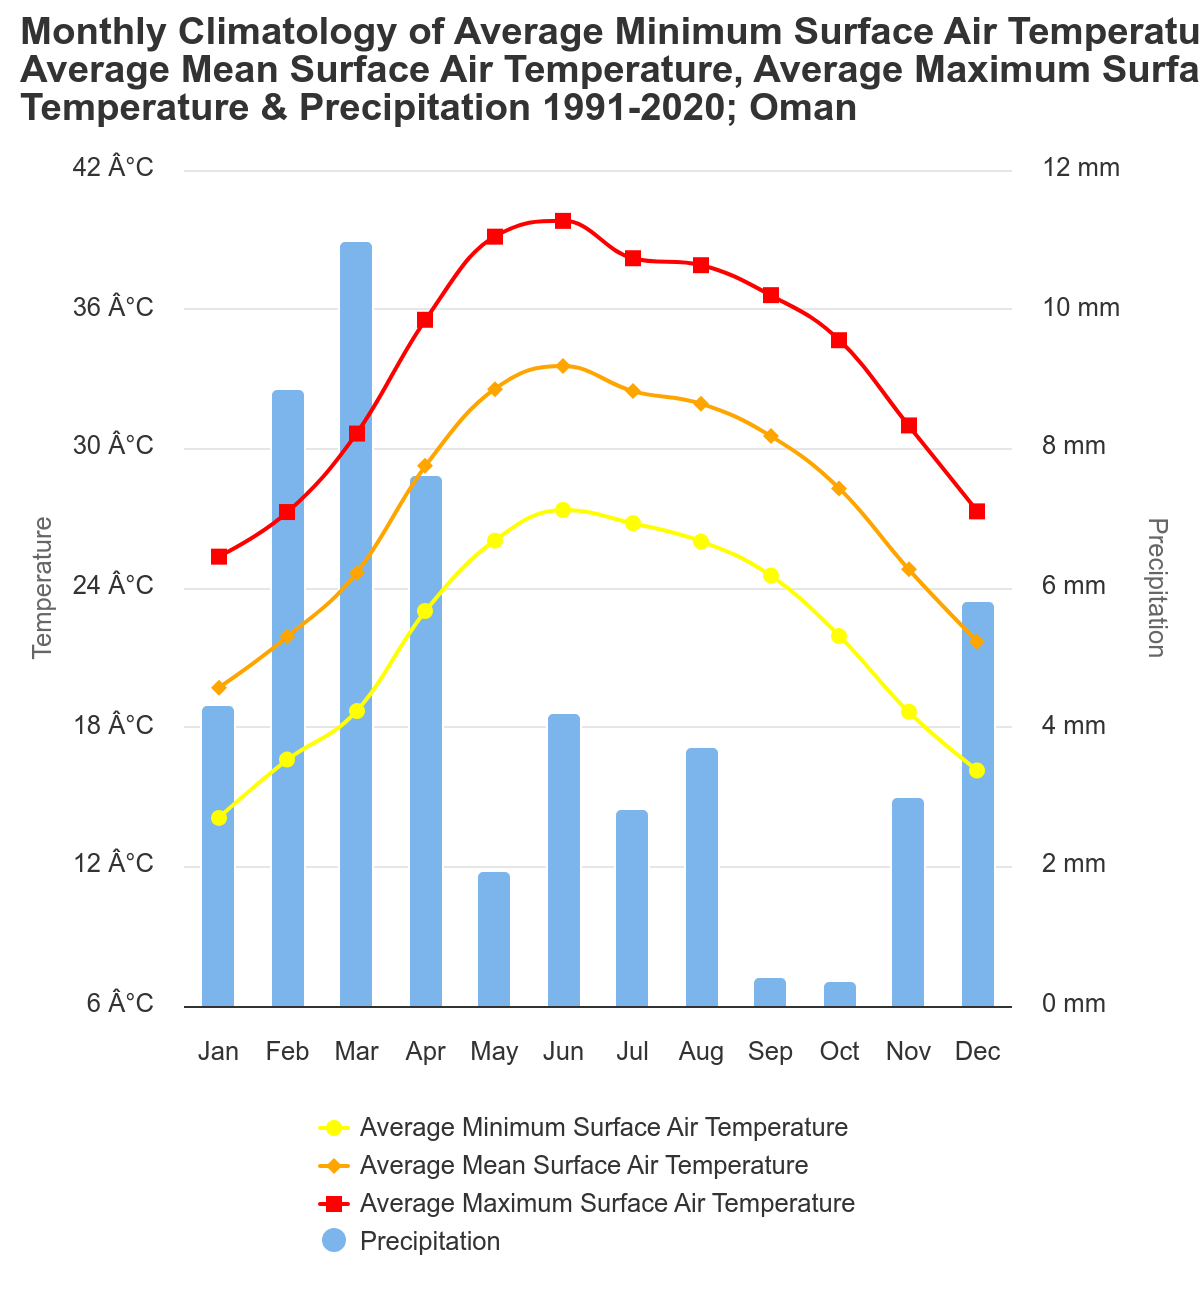 Monthly Climatology of Average Minimum Surface Air Temperatu
Average Mean Surface Air Temperature, Average Maximum Surfa
Temperature & Precipitation 1991-2020; Oman
42 Â°C
36 Â°C
30 Â°C
24 Â°C
18 Â°C
12 Â°C
6 Â°C
Temperature
12 mm
10 mm
8 mm
6 mm
4 mm
2 mm
0 mm
Precipitation
Jan Feb Mar Apr May Jun Jul Aug Sep Oct Nov Dec
Average Minimum Surface Air Temperature
Average Mean Surface Air Temperature
Average Maximum Surface Air Temperature
Precipitation